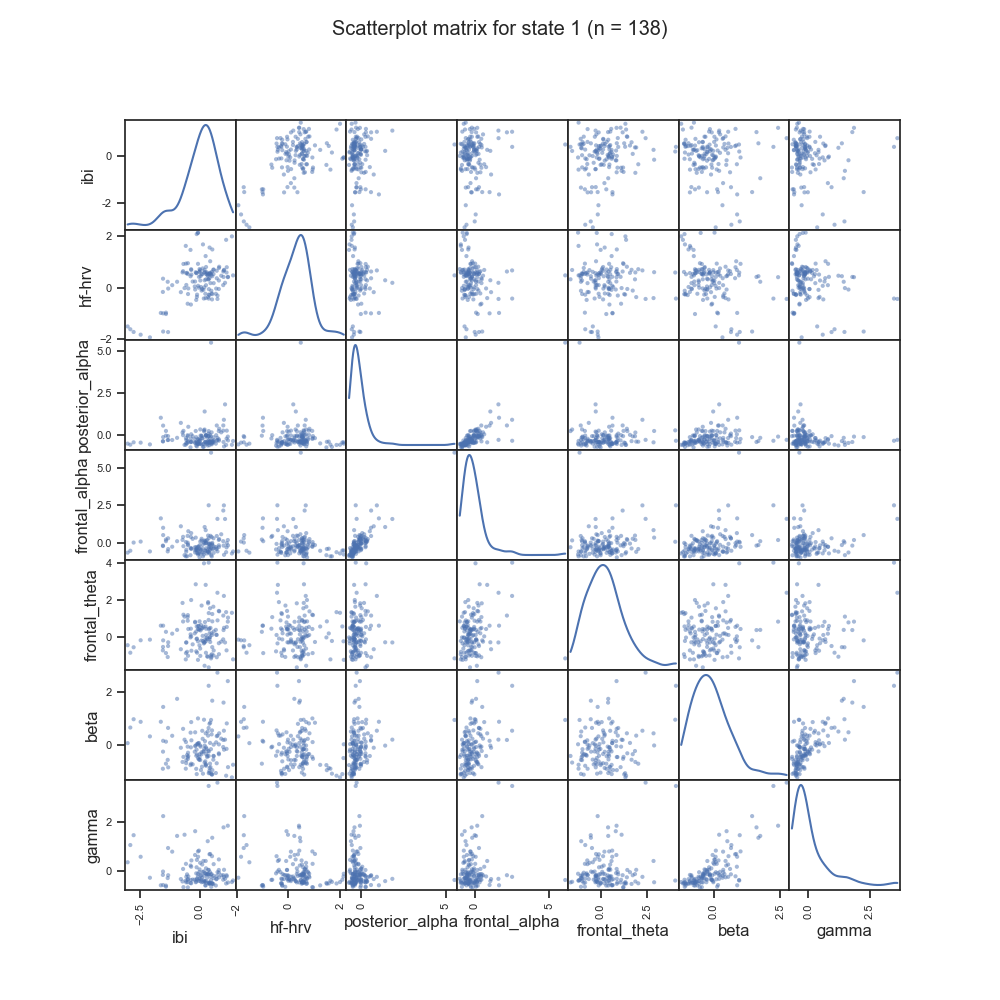 Scatterplot matrix for state 1 (n = 138)
ibi
0
-2
hf-hrv
2
0
−2
posterior_alpha
5.0
2.5
0.0
frontal_alpha
5.0
2.5
0.0
frontal_theta
4
2
0
beta
2
0
gamma
2
0
−2.5
0.0
−2
0
2
0
5
0
5
0.0
2.5
0.0
2.5
0.0
2.5
ibi
hf-hrv
posterior_alpha
frontal_alpha
frontal_theta
beta
gamma